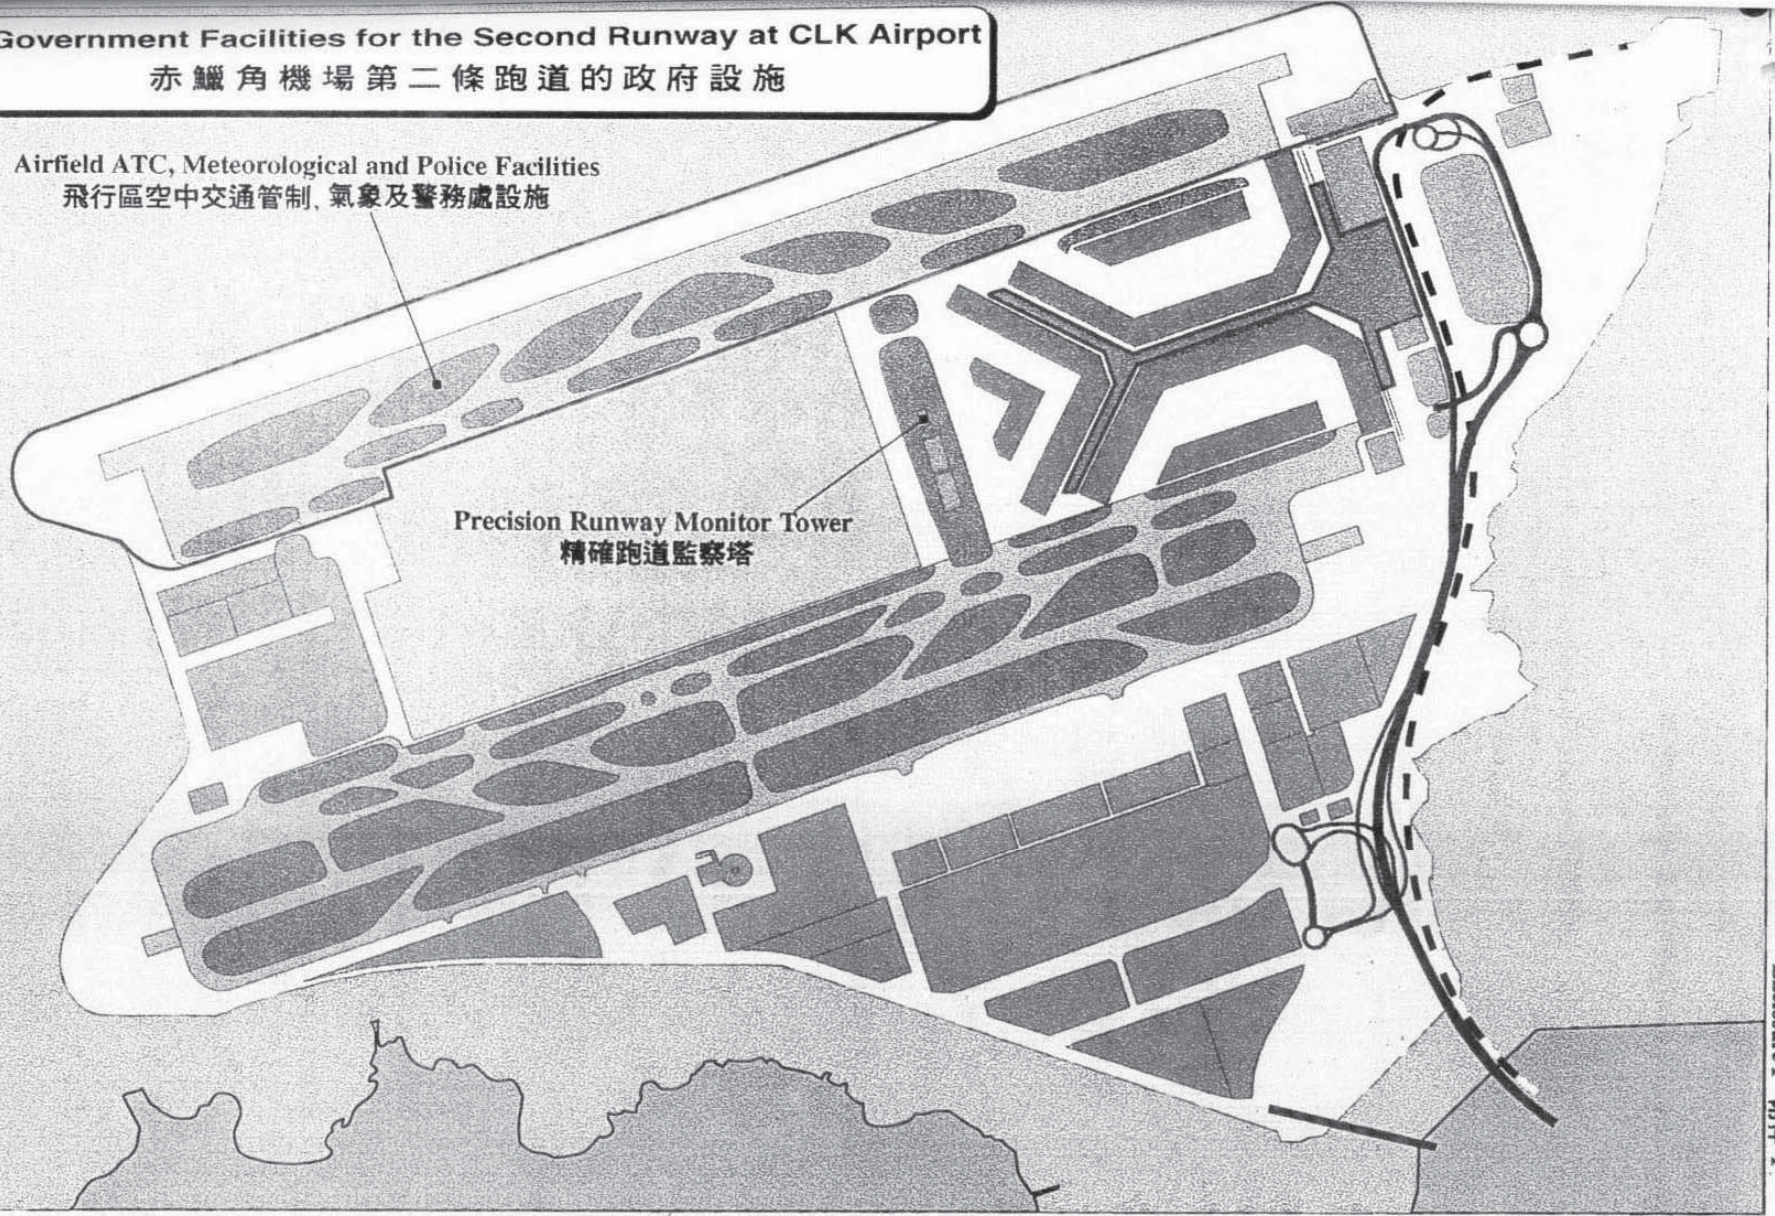 Government Facilities for the Second Runway at CLK Airport
赤鱲角機場第二條跑道的政府設施
Airfield ATC, Meteorological and Police Facilities
飛行區空中交通管制, 氣象及警務處設施
Precision Runway Monitor Tower
精確跑道監察塔